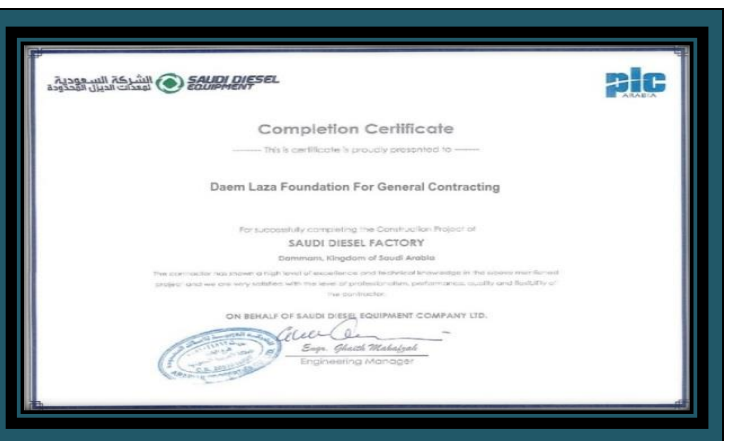 الشركة السعودية
لمعدات الديزل المحدودة
SAUDI DIESEL
EQUIPMENT
plc
ARABIA
Completion Certificate
This is certificate is proudly presented to
Daem Laza Foundation For General Contracting
For successfully completing the Construction Project of
SAUDI DIESEL FACTORY
Dammam, Kingdom of Saudi Arabia
The contractor has shown a high level of excellence and technical knowledge in the above mentioned
project and we are very satisfied with the level of professionalism, performance, quality and flexibility of
the contractor.
ON BEHALF OF SAUDI DIESEL EQUIPMENT COMPANY LTD.
Engr. Ghaith Mahafzah
Engineering Manager